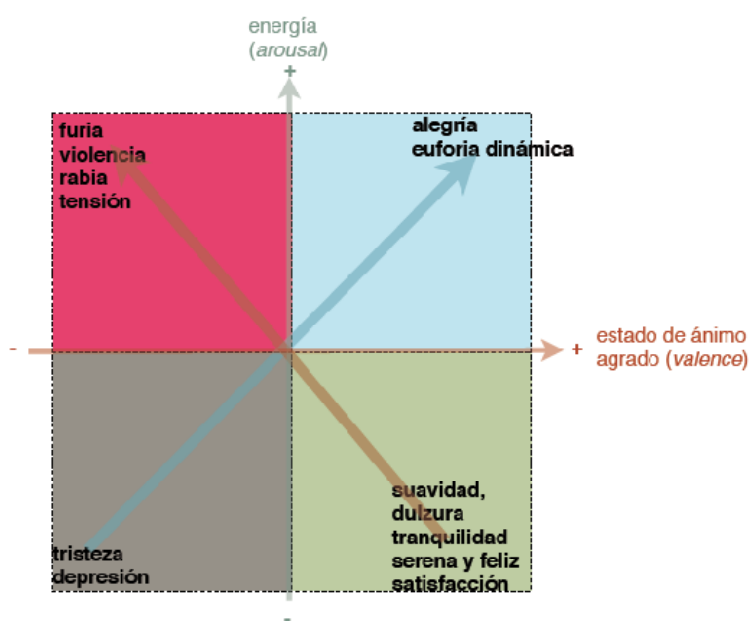 energía
(arousal)
+
furia
violencia
rabia
tensión
alegría
euforia dinámica
-
+
estado de ánimo
agrado (valence)
suavidad,
dulzura
tranquilidad
serena y feliz
satisfacción
tristeza
depresión
-